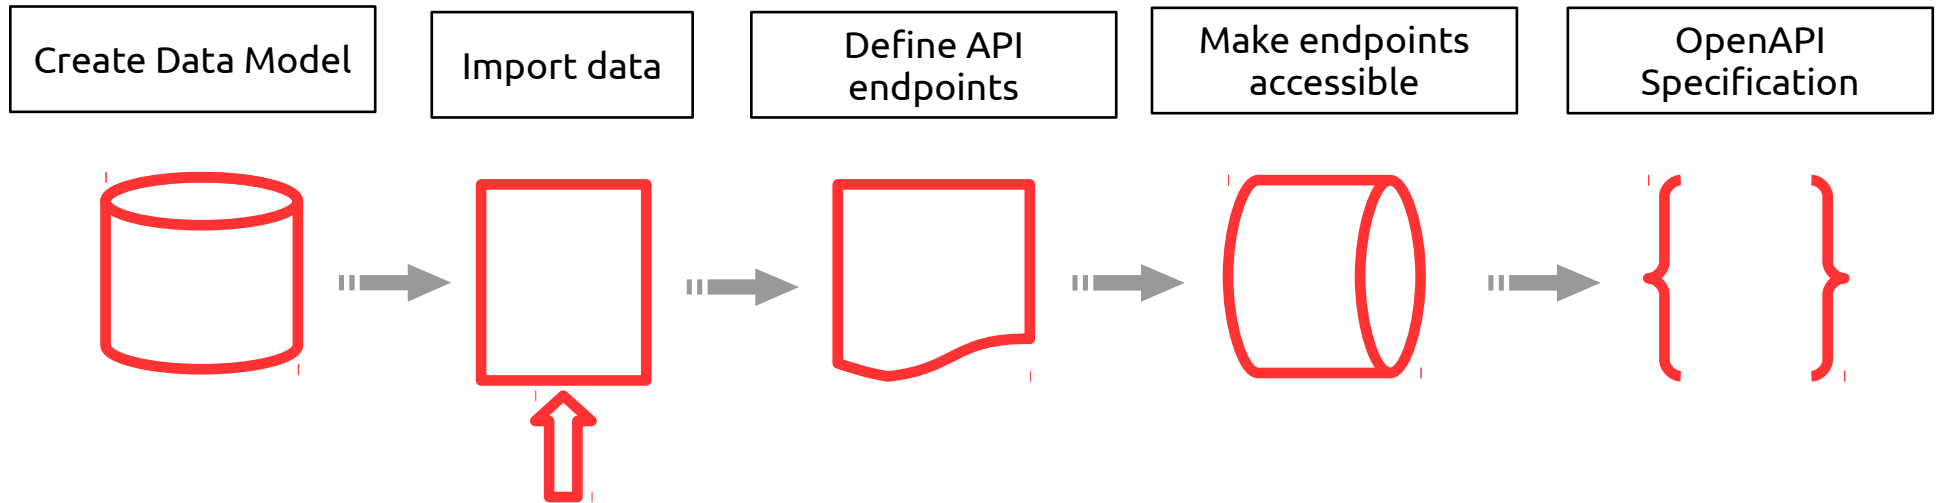 Create Data Model
Import data
Define API
endpoints
Make endpoints
accessible
OpenAPI
Specification